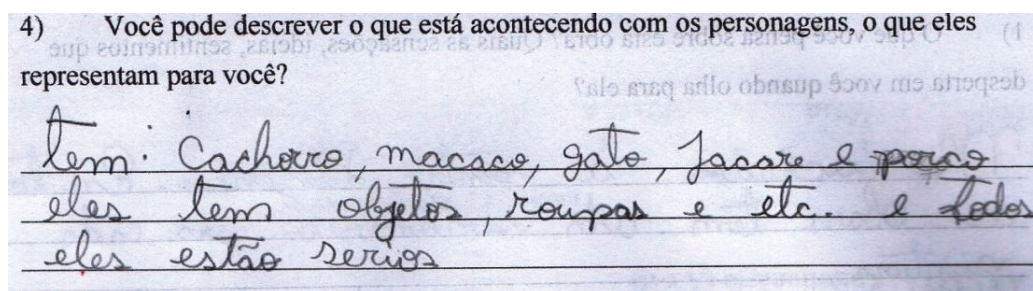 4) Você pode descrever o que está acontecendo com os personagens, o que eles
representam para você?
tem: Cachorro, macaco, gato, Jacare e porco
eles tem objetos, roupas e etc. e todos
eles estão serios